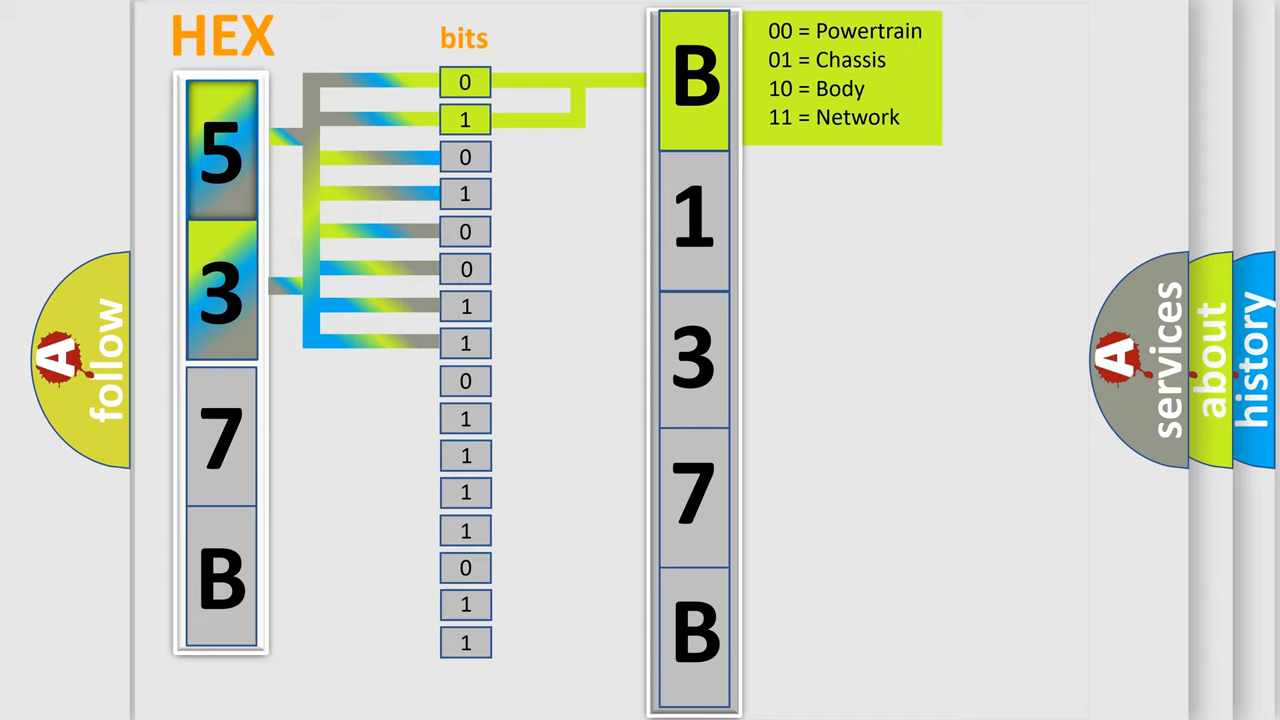 HEX
bits
5
3
7
B
0
1
0
1
0
0
1
1
0
1
1
1
1
0
1
1
B
1
3
7
B
00 = Powertrain
01 = Chassis
10 = Body
11 = Network
A
follow
A
services
about
history